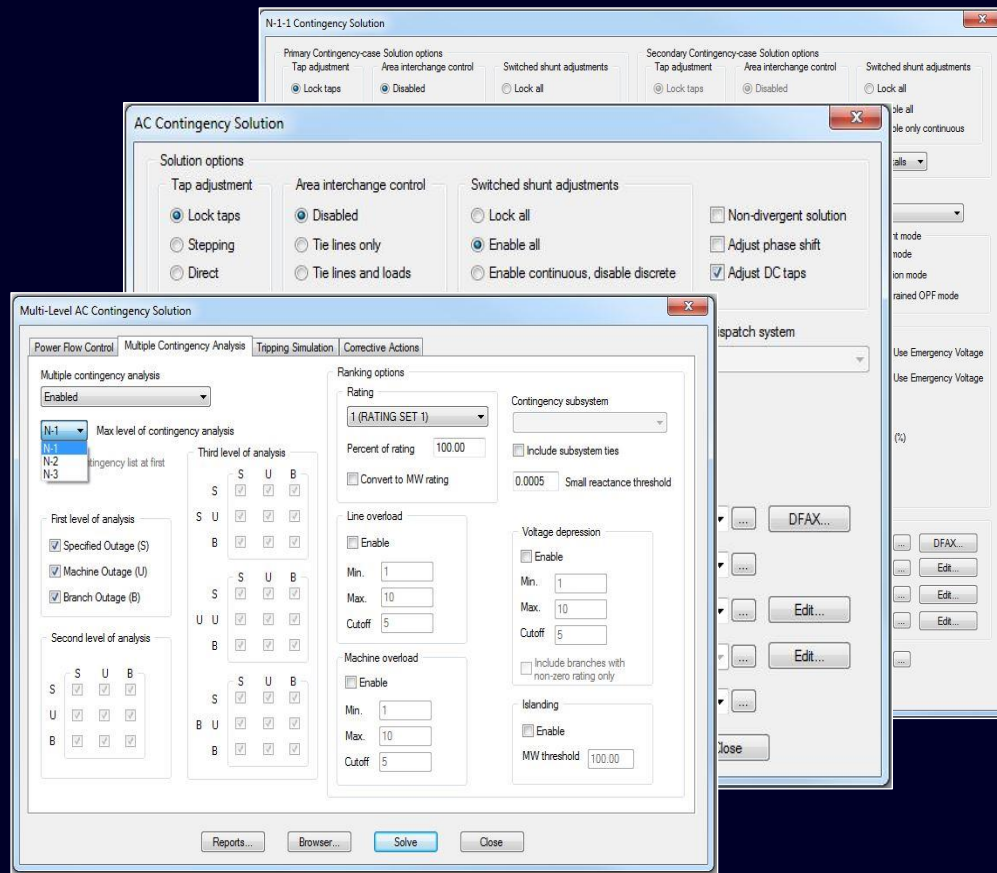 N-1-1 Contingency Solution
Primary Contingency-case Solution options
Secondary Contingency-case Solution options
Tap adjustment Area interchange control Switched shunt adjustments Tap adjustment Area interchange control Switched shunt adjustments
Lock taps Disabled Lock all Lock taps Disabled Lock all
only continuous
mode
mode
OPF mode
Use Emergency Voltage
Use Emergency Voltage
(%)
... DFAX...
... Edit...
... Edit...
... Edit...
...
AC Contingency Solution
Solution options
Tap adjustment Area interchange control Switched shunt adjustments
Lock taps Disabled Lock all Non-divergent solution
Stepping Tie lines only Enable all Adjust phase shift
Direct Tie lines and loads Enable continuous, disable discrete Adjust DC taps
system
... DFAX...
...
... Edit...
... Edit...
...
Close
Multi-Level AC Contingency Solution
Power Flow Control Multiple Contingency Analysis Tripping Simulation Corrective Actions
Multiple contingency analysis
Enabled
N-1 Max level of contingency analysis
N-1
N-2
N-3
list at first
First level of analysis
Specified Outage (S)
Machine Outage (U)
Branch Outage (B)
Second level of analysis
S U B
S
U
B
Third level of analysis
S U B
S
S U
B
S U B
S
U U
B
S U B
S
B U
B
Ranking options
Rating
1 (RATING SET 1)
Percent of rating 100.00
Convert to MW rating
Contingency subsystem
Include subsystem ties
0.0005 Small reactance threshold
Line overload
Enable
Min. 1
Max. 10
Cutoff 5
Machine overload
Enable
Min. 1
Max. 10
Cutoff 5
Voltage depression
Enable
Min. 1
Max. 10
Cutoff 5
Include branches with
non-zero rating only
Islanding
Enable
MW threshold 100.00
Reports... Browser... Solve Close